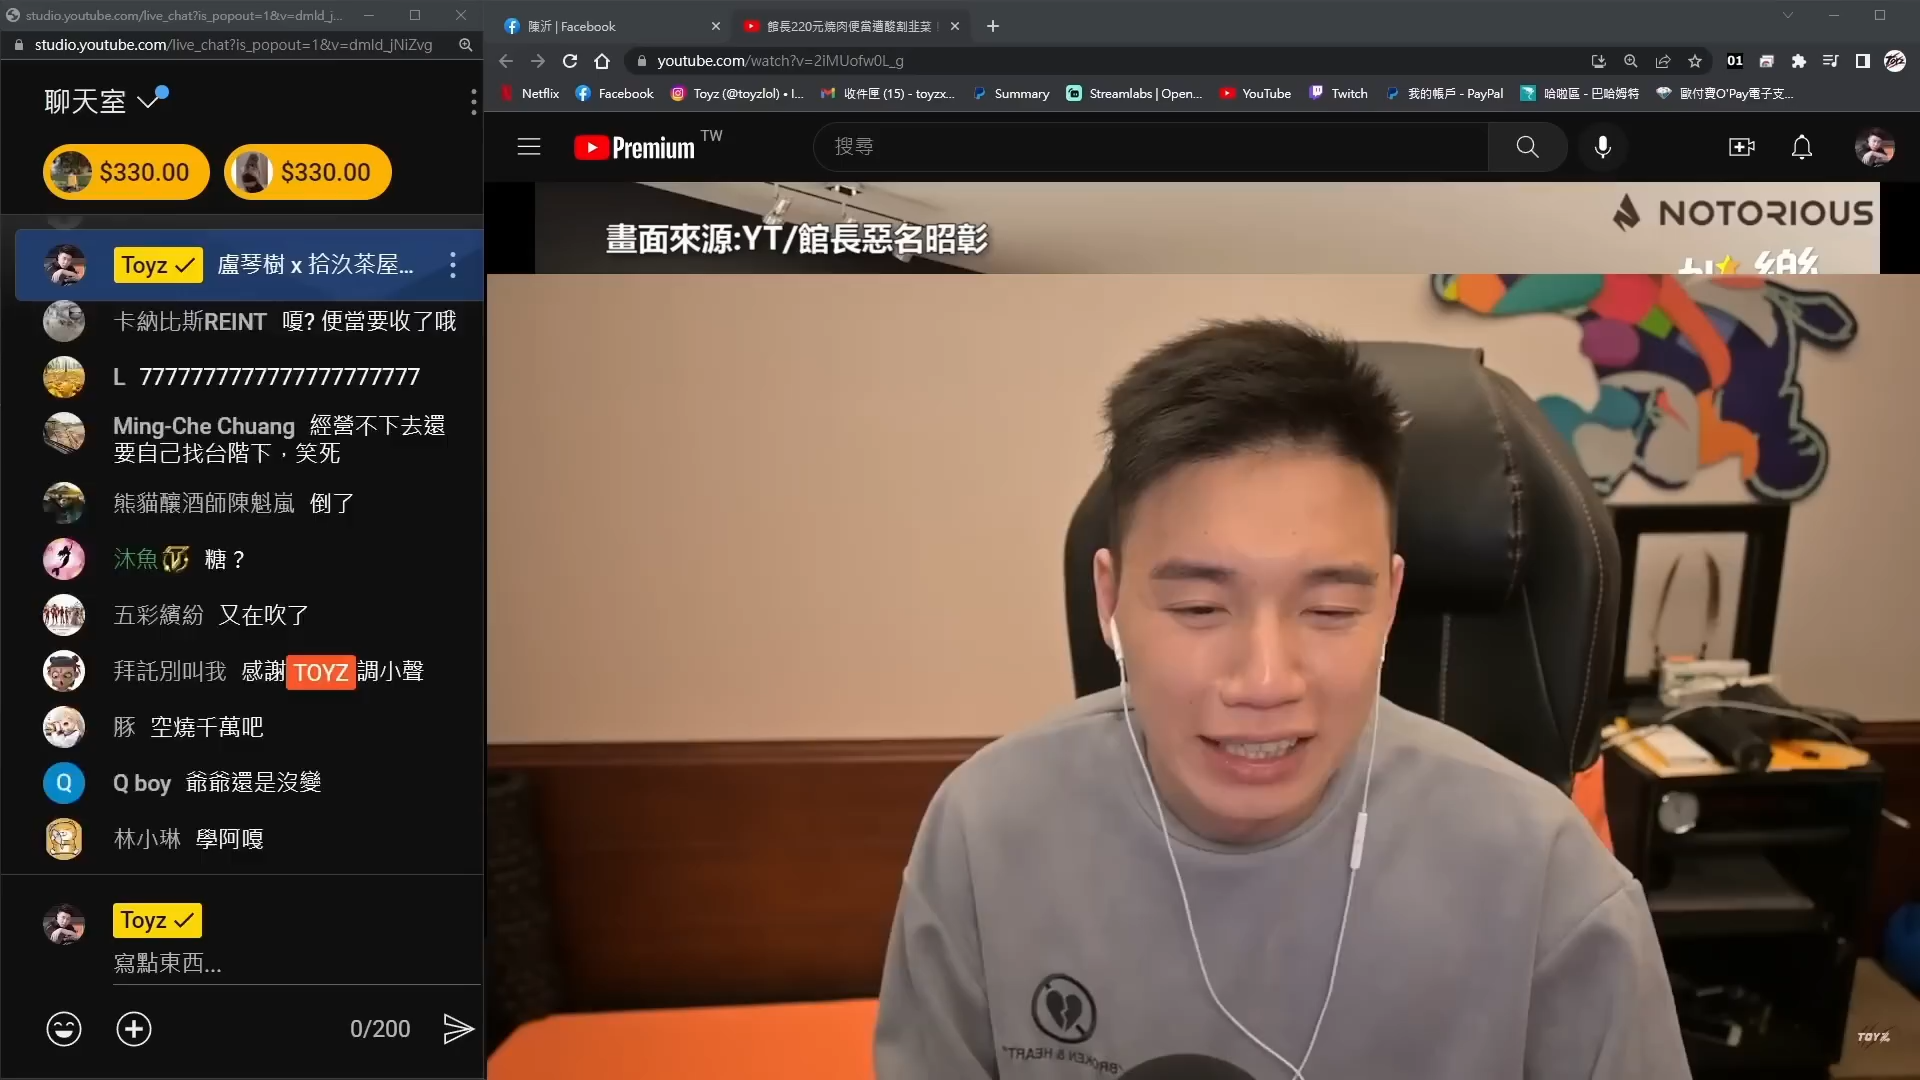 studio.youtube.com/live_chat?is_popout=1&v=dmld_j...
studio.youtube.com/live_chat?is_popout=1&v=dmld_jNiZvg
聊天室
$330.00
$330.00
Toyz 盧琴樹 x 拾汣茶屋...
卡納比斯REINT 嗄? 便當要收了哦
L 7777777777777777777777
Ming-Che Chuang 經營不下去還
要自己找台階下，笑死
熊貓釀酒師陳魁嵐 倒了
沐魚 糖？
五彩繽紛 又在吹了
拜託別叫我 感謝TOYZ調小聲
豚 空燒千萬吧
Q
Q boy 爺爺還是沒變
林小琳 學阿嘎
Toyz
寫點東西...
0/200
陳沂 | Facebook
館長220元燒肉便當遭酸割韭菜
youtube.com/watch?v=2iMUofw0L_g
01
Netflix
Facebook
Toyz (@toyzlol) • I...
收件匣 (15) - toyzx...
Summary
Streamlabs | Open...
YouTube
Twitch
我的帳戶 - PayPal
哈啦區 - 巴哈姆特
歐付寶O'Pay電子支...
Premium TW
搜尋
畫面來源:YT/館長惡名昭彰
NOTORIOUS
BROKEN & HEART
TOYZ